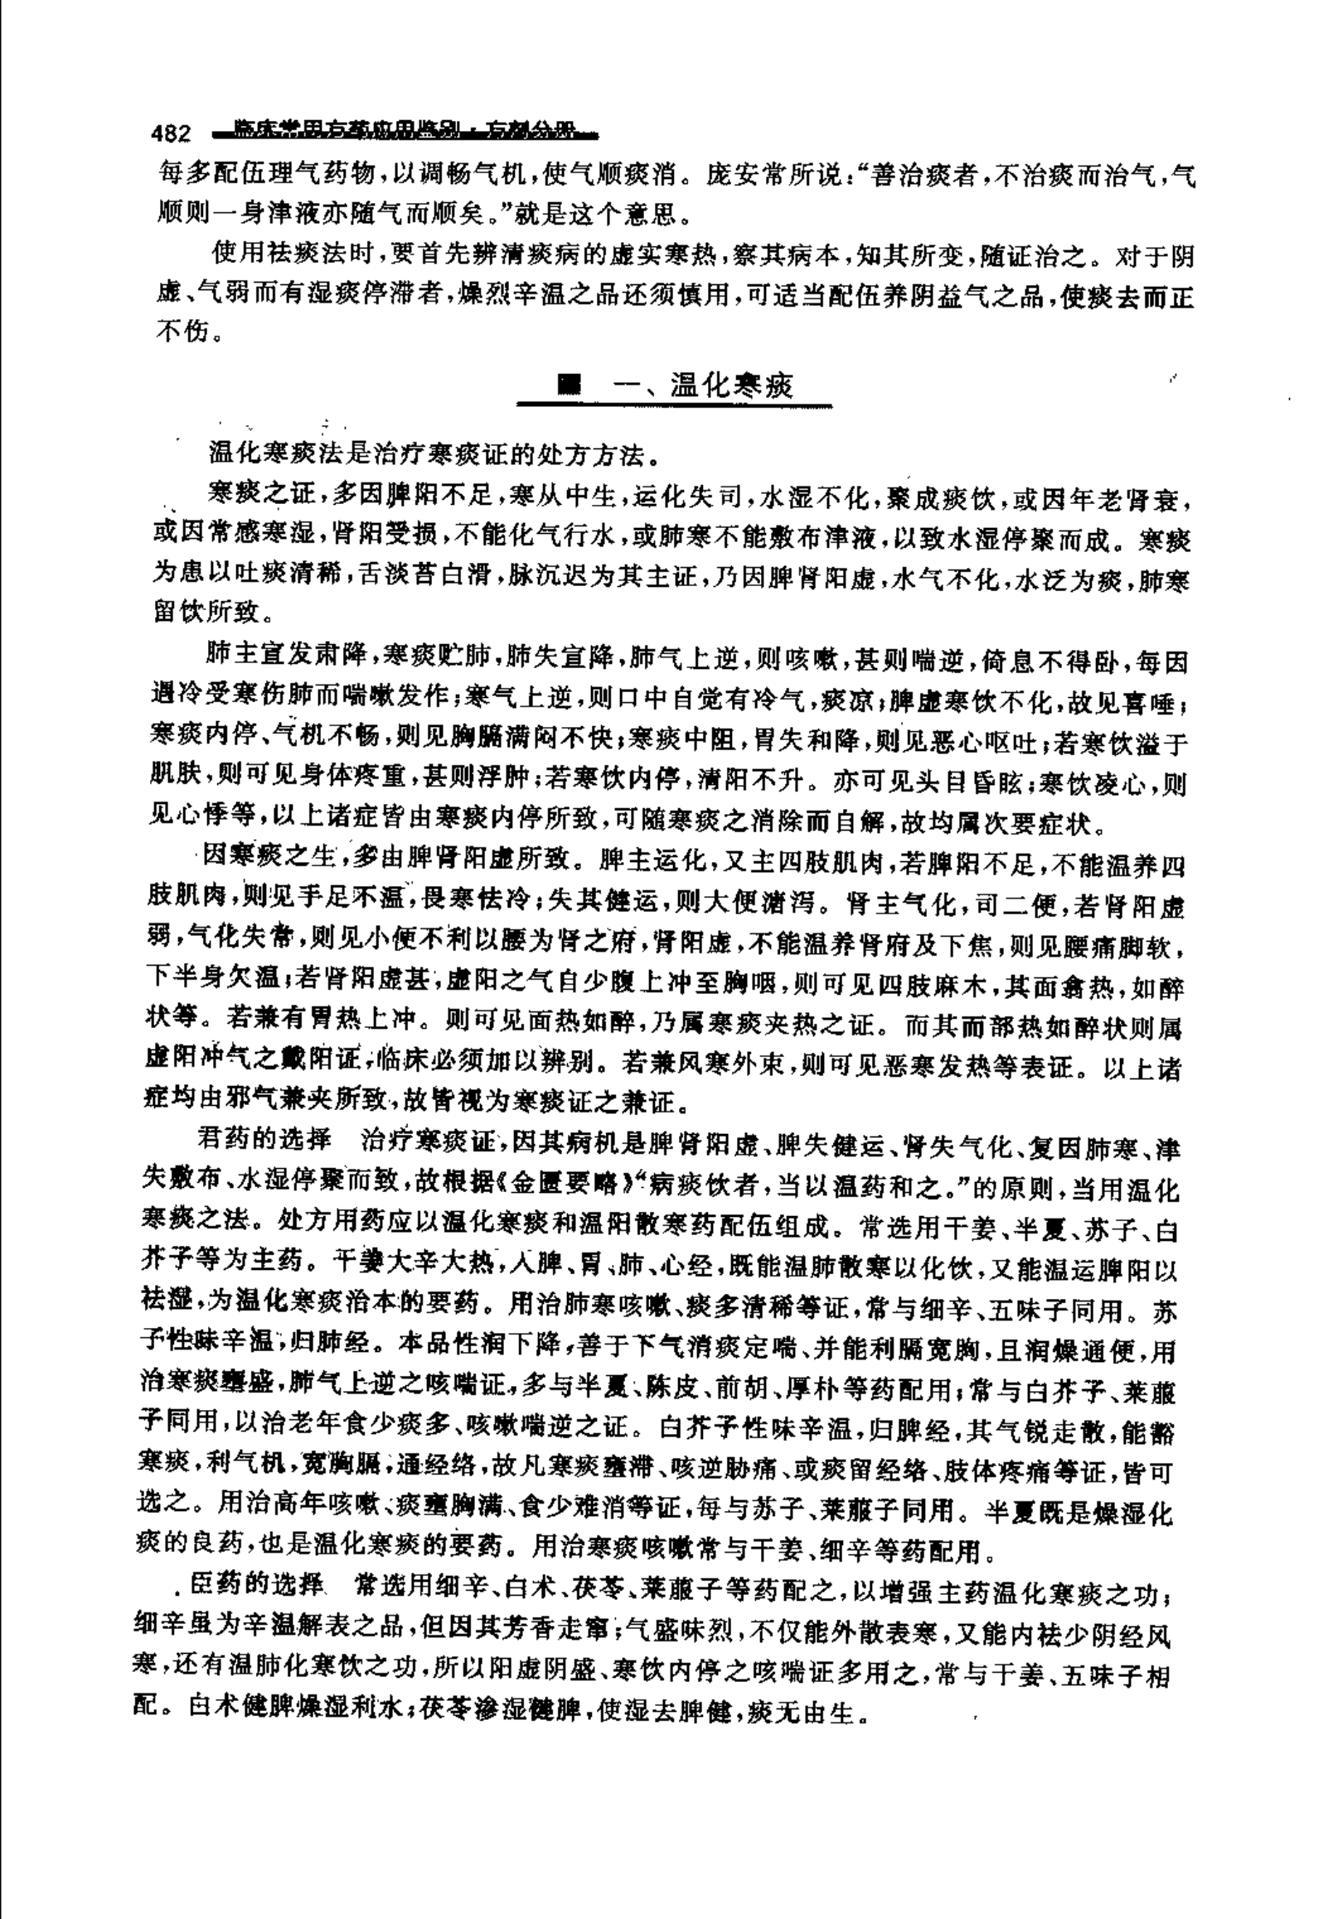 482 临床常用方药应用鉴别·方剂分册
每多配伍理气药物,以调畅气机,使气顺痰消。庞安常所说:“善治痰者,不治痰而治气,气
顺则一身津液亦随气而顺矣。”就是这个意思。
使用祛痰法时,要首先辨清痰病的虚实寒热,察其病本,知其所变,随证治之。对于阴
虚、气弱而有湿痰停滞者,燥烈辛温之品还须慎用,可适当配伍养阴益气之品,使痰去而正
不伤。
一、温化寒痰
温化寒痰法是治疗寒痰证的处方方法。
寒痰之证,多因脾阳不足,寒从中生,运化失司,水湿不化,聚成痰饮,或因年老肾衰,
或因常感寒湿,肾阳受损,不能化气行水,或肺寒不能敷布津液,以致水湿停聚而成。寒痰
为患以吐痰清稀,舌淡苔白滑,脉沉迟为其主证,乃因脾肾阳虚,水气不化,水泛为痰,肺寒
留饮所致。
肺主宣发肃降,寒痰贮肺,肺失宣降,肺气上逆,则咳嗽,甚则喘逆,倚息不得卧,每因
遇冷受寒伤肺而喘嗽发作;寒气上逆,则口中自觉有冷气,痰凉;脾虚寒饮不化,故见喜唾;
寒痰内停、气机不畅,则见胸膈满闷不快;寒痰中阻,胃失和降,则见恶心呕吐;若寒饮溢于
肌肤,则可见身体疼重,甚则浮肿;若寒饮内停,清阳不升。亦可见头目昏眩;寒饮凌心,则
见心悸等,以上诸症皆由寒痰内停所致,可随寒痰之消除而自解,故均属次要症状。
因寒痰之生,多由脾肾阳虚所致。脾主运化,又主四肢肌肉,若脾阳不足,不能温养四
肢肌肉,则见手足不温,畏寒怯冷;失其健运,则大便溏泻。肾主气化,司二便,若肾阳虚
弱,气化失常,则见小便不利以腰为肾之府,肾阳虚,不能温养肾府及下焦,则见腰痛脚软,
下半身欠温;若肾阳虚甚,虚阳之气自少腹上冲至胸咽,则可见四肢麻木,其面翕热,如醉
状等。若兼有胃热上冲。则可见面热如醉,乃属寒痰夹热之证。而其而部热如醉状则属
虚阳冲气之戴阳证,临床必须加以辨别。若兼风寒外束,则可见恶寒发热等表证。以上诸
症均由邪气兼夹所致,故皆视为寒痰证之兼证。
君药的选择 治疗寒痰证,因其病机是脾肾阳虚、脾失健运、肾失气化、复因肺寒、津
失敷布、水湿停聚而致,故根据《金匮要略》“病痰饮者,当以温药和之。”的原则,当用温化
寒痰之法。处方用药应以温化寒痰和温阳散寒药配伍组成。常选用干姜、半夏、苏子、白
芥子等为主药。干姜大辛大热,入脾、胃、肺、心经,既能温肺散寒以化饮,又能温运脾阳以
祛湿,为温化寒痰治本的要药。用治肺寒咳嗽、痰多清稀等证,常与细辛、五味子同用。苏
子性味辛温,归肺经。本品性润下降,善于下气消痰定喘、并能利膈宽胸,且润燥通便,用
治寒痰壅盛,肺气上逆之咳喘证,多与半夏、陈皮、前胡、厚朴等药配用;常与白芥子、莱菔
子同用,以治老年食少痰多、咳嗽喘逆之证。白芥子性味辛温,归脾经,其气锐走散,能豁
寒痰,利气机,宽胸膈,通经络,故凡寒痰壅滞、咳逆胁痛、或痰留经络、肢体疼痛等证,皆可
选之。用治高年咳嗽、痰壅胸满、食少难消等证,每与苏子、莱菔子同用。半夏既是燥湿化
痰的良药,也是温化寒痰的要药。用治寒痰咳嗽常与干姜、细辛等药配用。
臣药的选择 常选用细辛、白术、茯苓、莱菔子等药配之,以增强主药温化寒痰之功;
细辛虽为辛温解表之品,但因其芳香走窜;气盛味烈,不仅能外散表寒,又能内祛少阴经风
寒,还有温肺化寒饮之功,所以阳虚阴盛、寒饮内停之咳喘证多用之,常与干姜、五味子相
配。白术健脾燥湿利水;茯苓渗湿健脾,使湿去脾健,痰无由生。